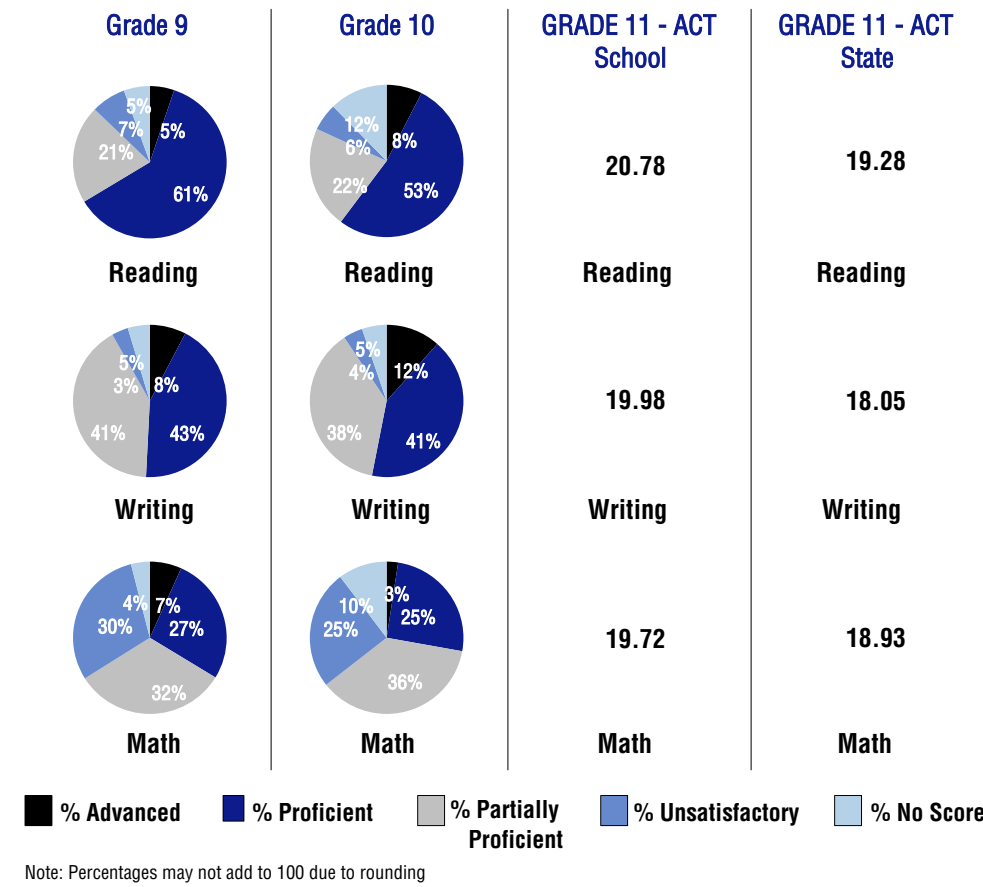 Grade 9
Grade 10
GRADE 11 - ACT
School
GRADE 11 - ACT
State
5%
7%
5%
21%
61%
12%
6%
8%
22%
53%
20.78
19.28
Reading
Reading
Reading
Reading
5%
3%
8%
41%
43%
5%
4%
12%
38%
41%
19.98
18.05
Writing
Writing
Writing
Writing
4%
7%
30%
27%
32%
3%
10%
25%
25%
36%
19.72
18.93
Math
Math
Math
Math
% Advanced
% Proficient
% Partially
Proficient
% Unsatisfactory
% No Score
Note: Percentages may not add to 100 due to rounding